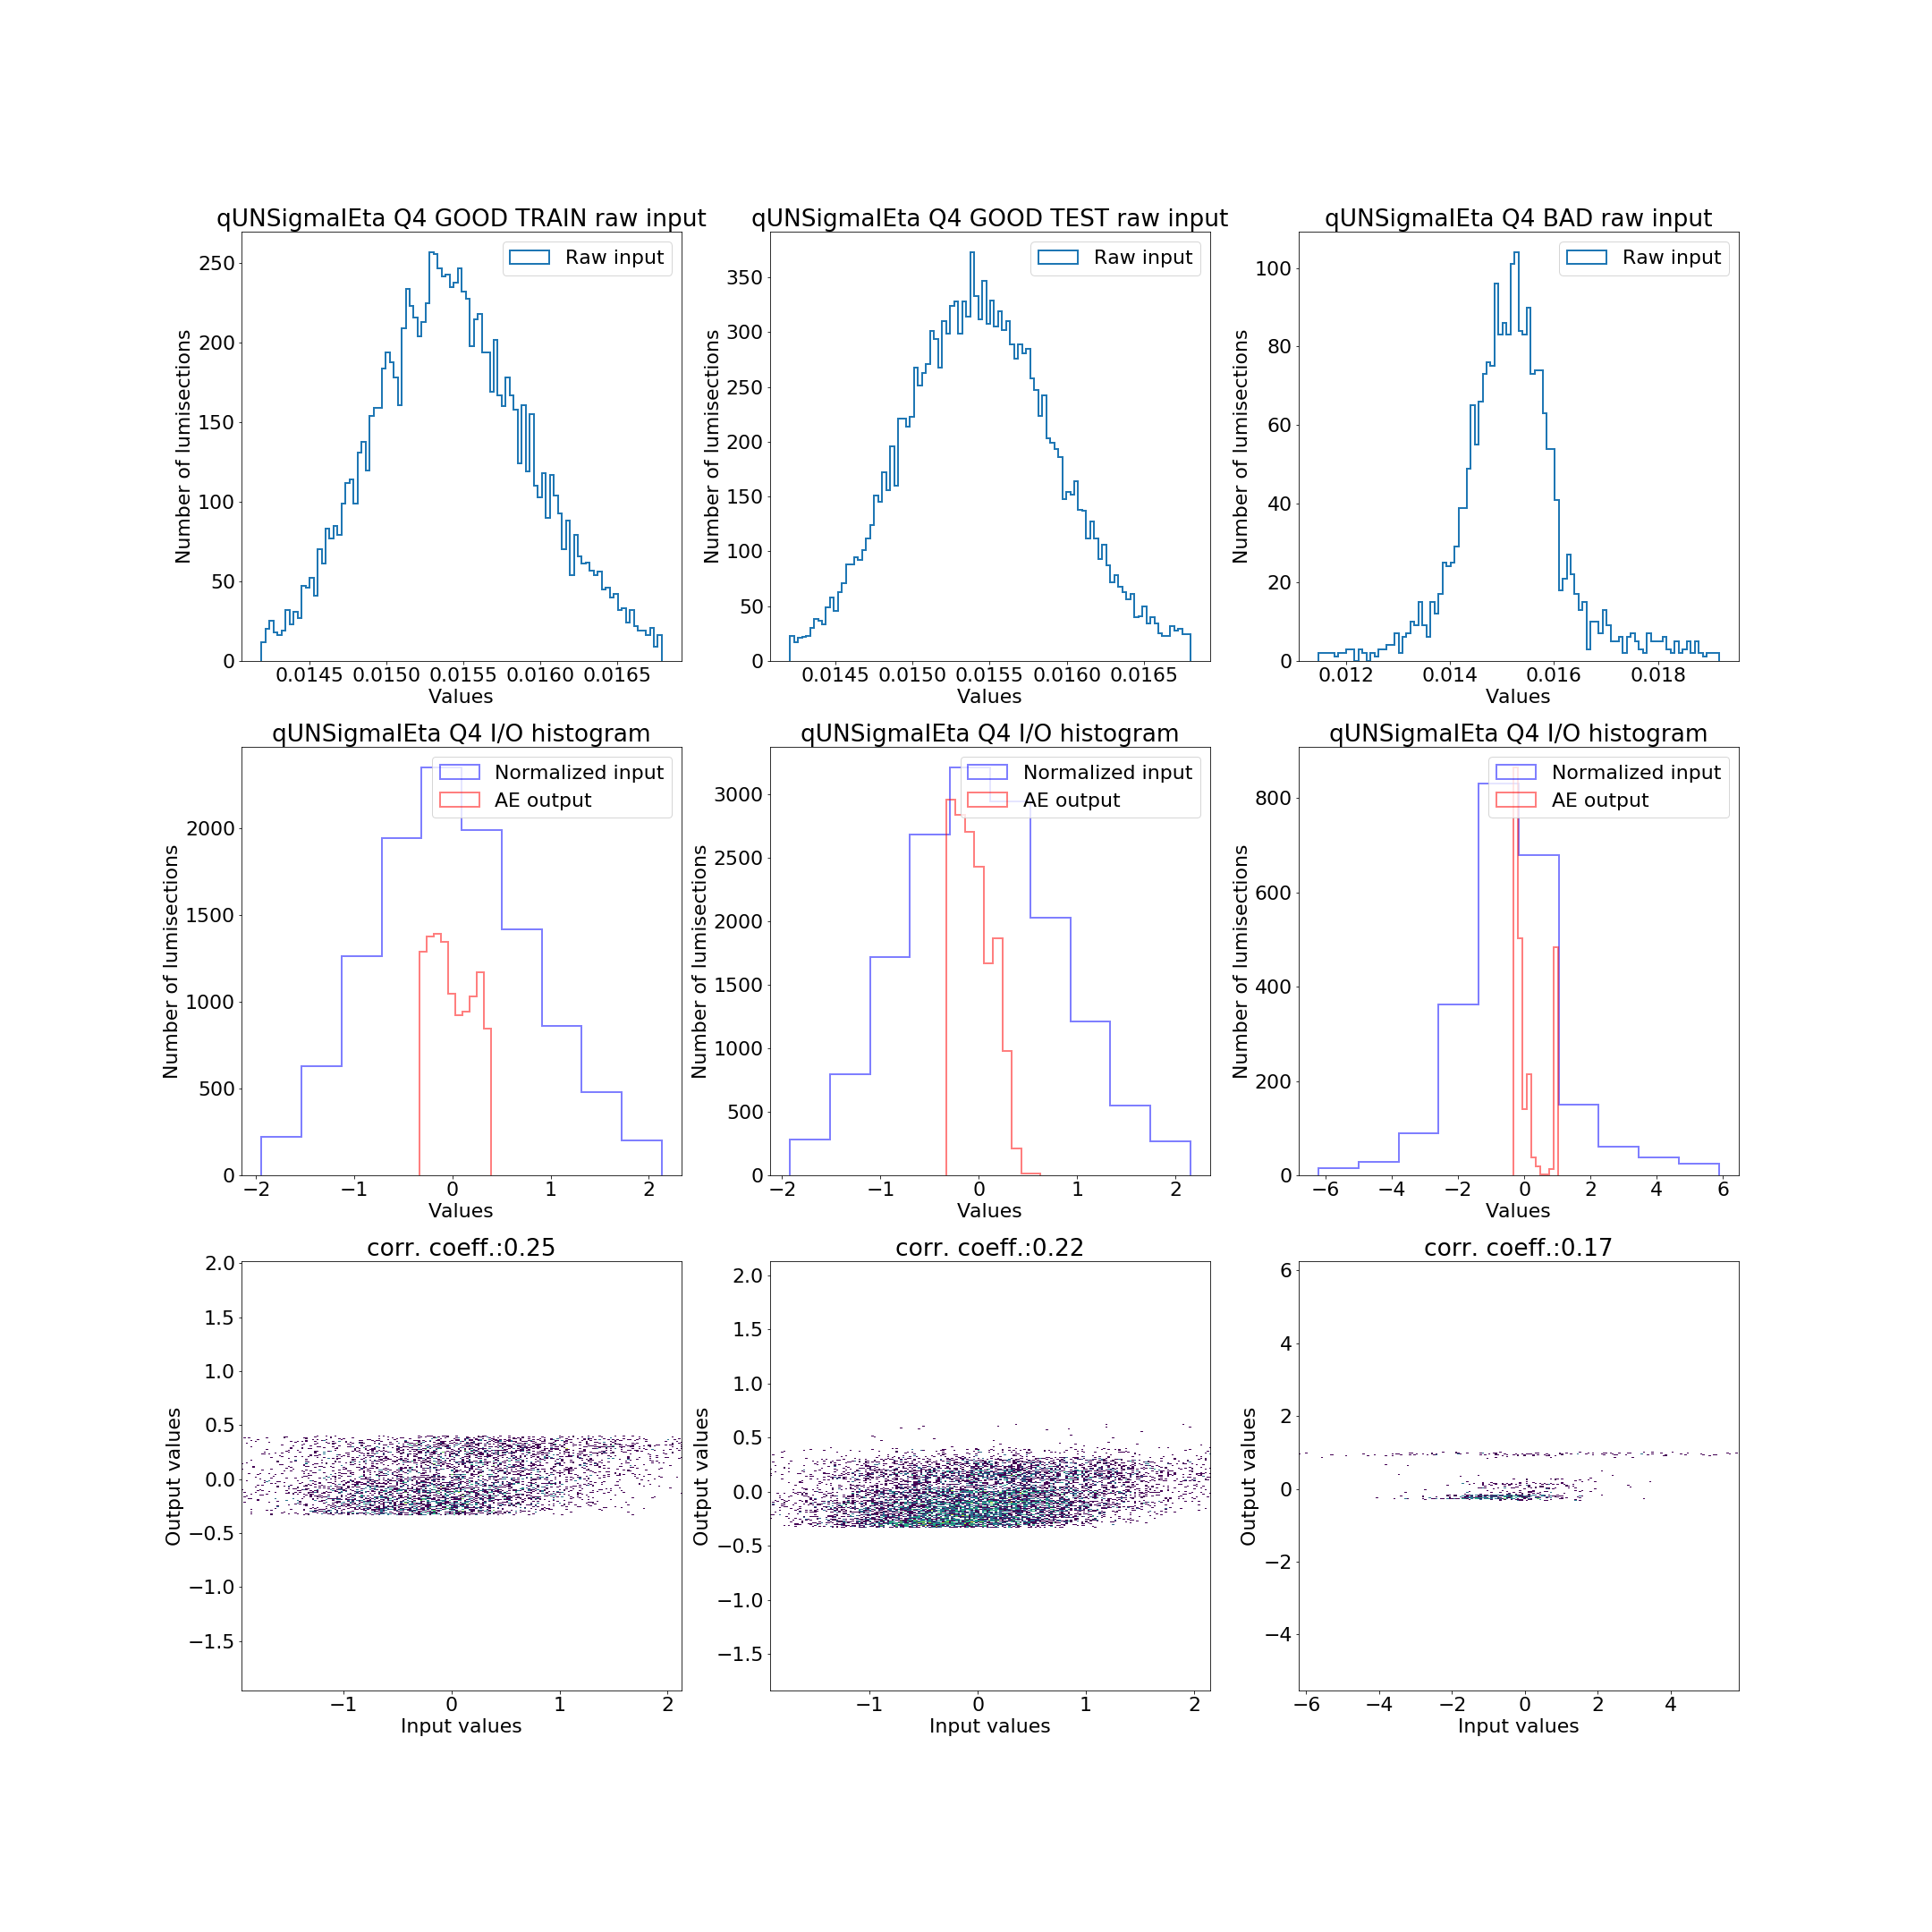 qUNSigmaIEta Q4 GOOD TRAIN raw input
Raw input
Number of lumisections
250
200
150
100
50
0
0.0145 0.0150 0.0155 0.0160 0.0165
Values
qUNSigmaIEta Q4 GOOD TEST raw input
Raw input
Number of lumisections
350
300
250
200
150
100
50
0
0.0145 0.0150 0.0155 0.0160 0.0165
Values
qUNSigmaIEta Q4 BAD raw input
Raw input
Number of lumisections
100
80
60
40
20
0
0.012 0.014 0.016 0.018
Values
qUNSigmaIEta Q4 I/O histogram
Normalized input
AE output
Number of lumisections
2000
1500
1000
500
0
−2 −1 0 1 2
Values
qUNSigmaIEta Q4 I/O histogram
Normalized input
AE output
Number of lumisections
3000
2500
2000
1500
1000
500
0
−2 −1 0 1 2
Values
qUNSigmaIEta Q4 I/O histogram
Normalized input
AE output
Number of lumisections
800
600
400
200
0
−6 −4 −2 0 2 4 6
Values
corr. coeff.:0.25
Output values
2.0
1.5
1.0
0.5
0.0
−0.5
−1.0
−1.5
−1 0 1 2
Input values
corr. coeff.:0.22
Output values
2.0
1.5
1.0
0.5
0.0
−0.5
−1.0
−1.5
−1 0 1 2
Input values
corr. coeff.:0.17
Output values
6
4
2
0
−2
−4
−6 −4 −2 0 2 4
Input values